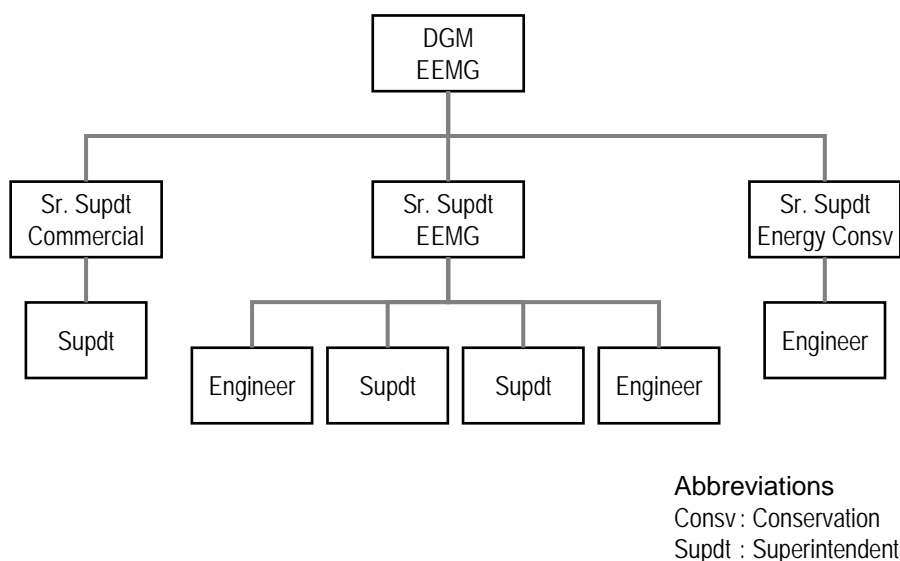 DGM
EEMG
Sr. Supdt
Commercial
Sr. Supdt
EEMG
Sr. Supdt
Energy Consv
Supdt
Engineer
Engineer
Supdt
Supdt
Engineer
Abbreviations
Consv : Conservation
Supdt : Superintendent